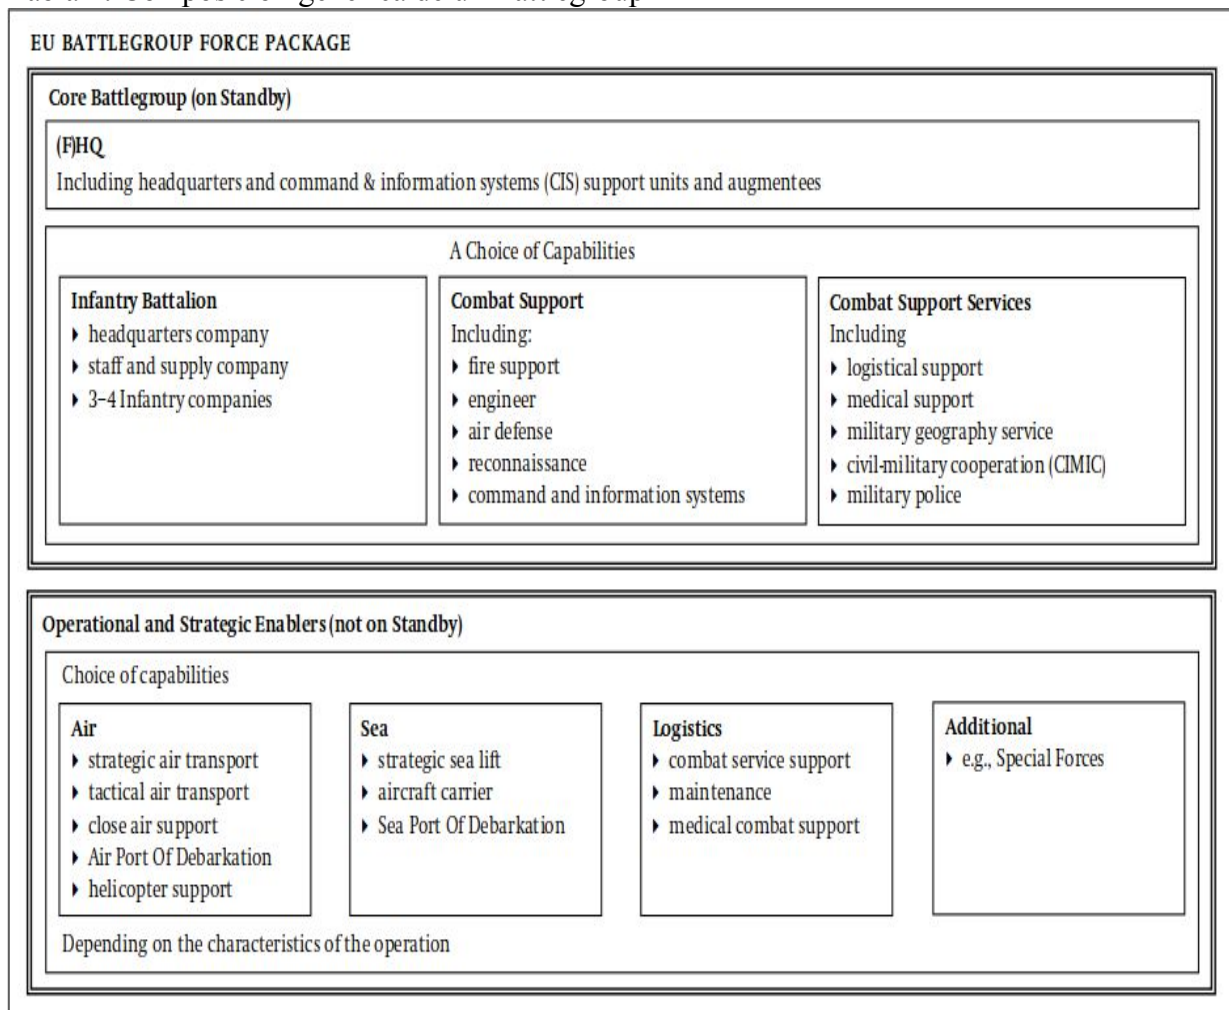 EU BATTLEGROUP FORCE PACKAGE
Core Battlegroup (on Standby)
(F)HQ
Including headquarters and command & information systems (CIS) support units and augmentees
A Choice of Capabilities
Infantry Battalion
headquarters company
staff and supply company
3–4 Infantry companies
Combat Support
Including:
fire support
engineer
air defense
reconnaissance
command and information systems
Combat Support Services
Including
logistical support
medical support
military geography service
civil-military cooperation (CIMIC)
military police
Operational and Strategic Enablers (not on Standby)
Choice of capabilities
Air
strategic air transport
tactical air transport
close air support
Air Port Of Debarkation
helicopter support
Sea
strategic sea lift
aircraft carrier
Sea Port Of Debarkation
Logistics
combat service support
maintenance
medical combat support
Additional
e.g., Special Forces
Depending on the characteristics of the operation